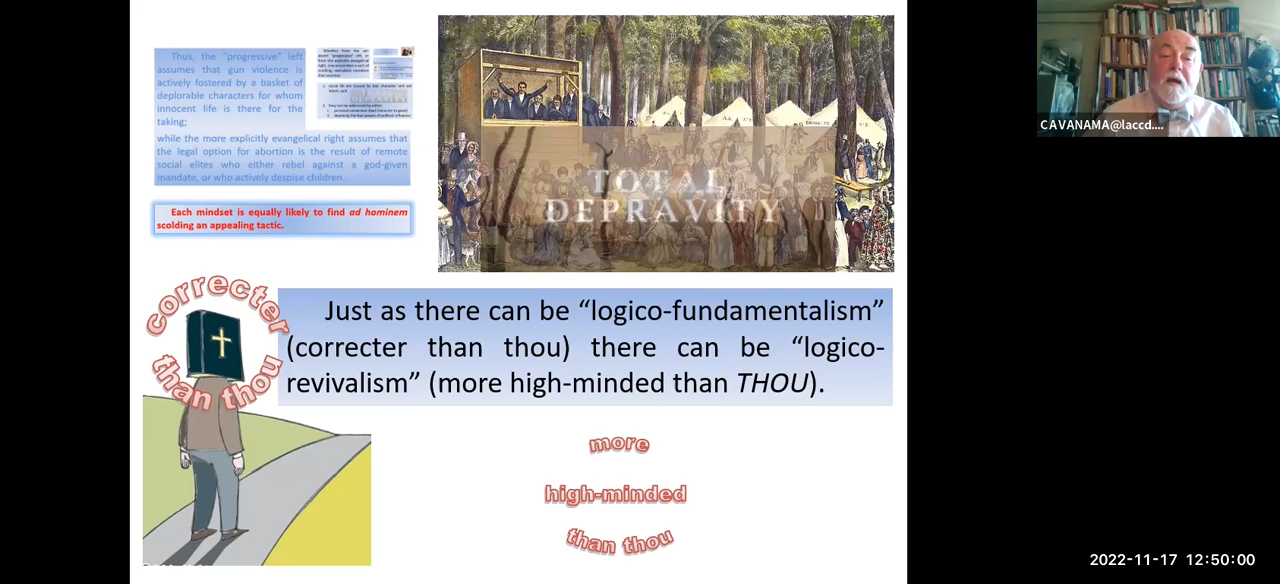 Thus, the "progressive" left
assumes that gun violence is
actively fostered by a basket of
deplorable characters for whom
innocent life is there for the
taking;
while the more explicitly evangelical right assumes that
the legal option for abortion is the result of remote
social elites who either rebel against a god-given
mandate, or who actively despise children.
Each mindset is equally likely to find ad hominem
scolding an appealing tactic.
TOTAL
DEPRAVITY
CAVANAMA@laccd....
correcter
than thou
Just as there can be “logico-fundamentalism”
(correcter than thou) there can be “logico-
revivalism” (more high-minded than THOU).
more
high-minded
than thou
2022-11-17 12:50:00